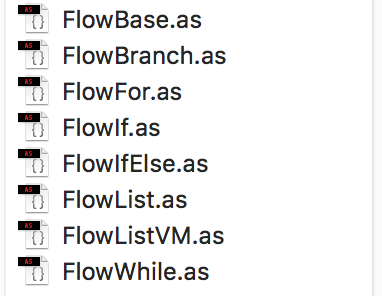 AS {} FlowBase.as
AS {} FlowBranch.as
AS {} FlowFor.as
AS {} FlowIf.as
AS {} FlowIfElse.as
AS {} FlowList.as
AS {} FlowListVM.as
AS {} FlowWhile.as